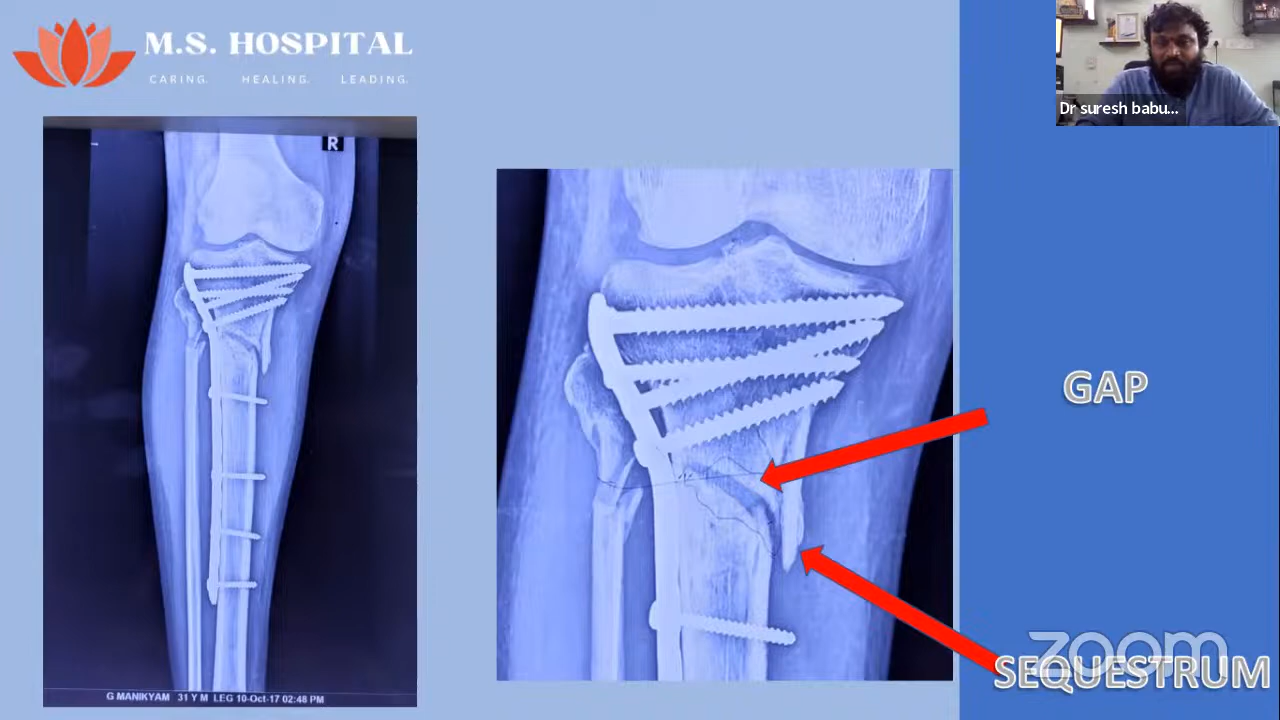 M.S. HOSPITAL
CARING. HEALING. LEADING.
Dr suresh babu...
R
GAP
zoom
SEQUESTRUM
G MANIKYAM 31 Y M LEG 10-Oct-17 02:48 PM